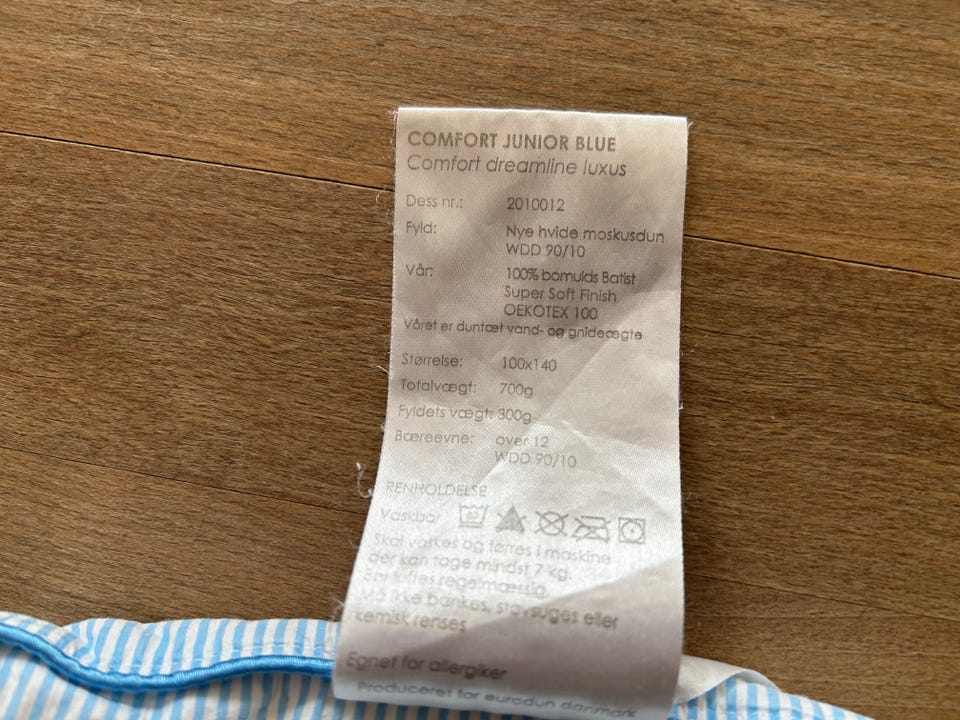 COMFORT JUNIOR BLUE
Comfort dreamline luxus
Dess nr.: 2010012
Fyld: Nye hvide moskusdun
WDD 90/10
Vår: 100% bomulds Batist
Super Soft Finish
OEKOTEX 100
Våret er duntæt vand- og gnideægte
Størrelse: 100x140
Totalvægt: 700g
Fyldets vægt: 300g
Bæreevne: over 12
WDD 90/10
RENHOLDELSE
Vaskbar 60
Skal vaskes og tørres i maskine
der kan tage mindst 7 kg.
Bør luftes regelmæssig.
Må ikke bankes, støvsuges eller
kemisk renses
Egnet for allergiker
Produceret for eurodun danmark